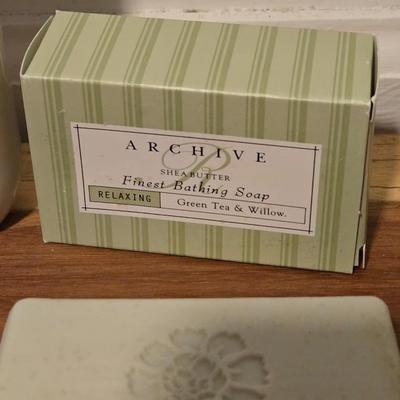 ARCHIVE
SHEA BUTTER
Finest Bathing Soap
RELAXING Green Tea & Willow.